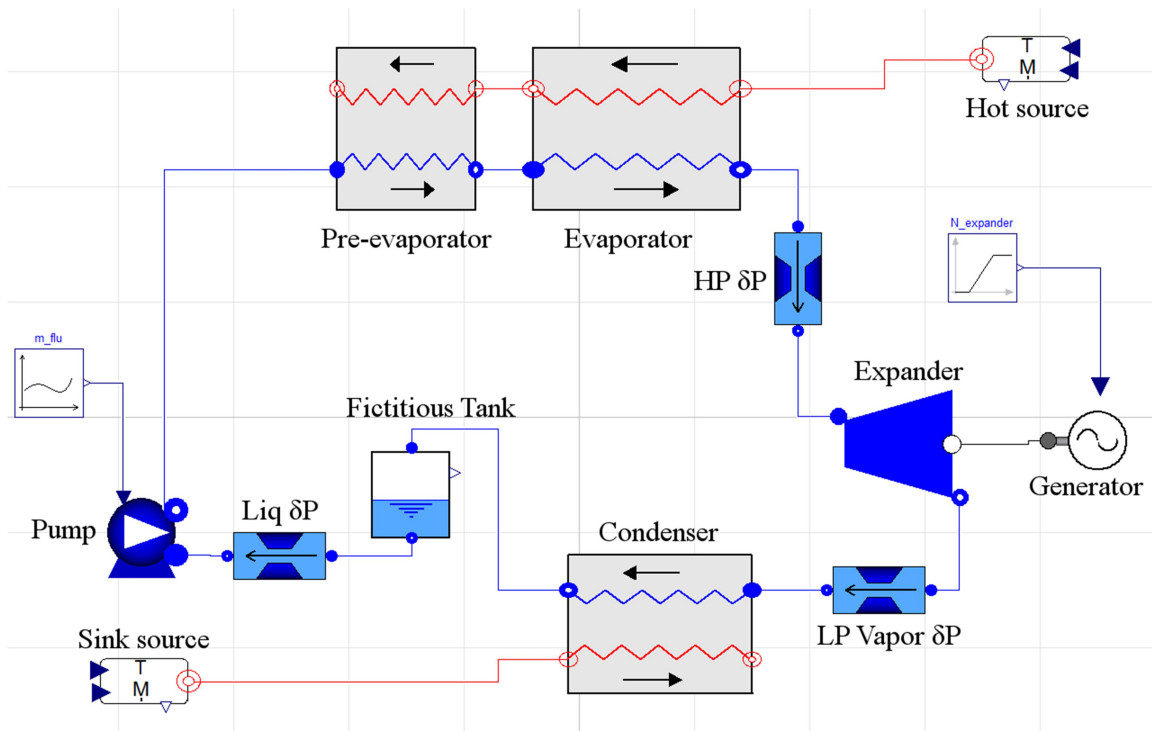 T
Ṁ
Hot source
Pre-evaporator
Evaporator
N_expander
HP δP
m_flu
Expander
Fictitious Tank
Generator
Pump
Liq δP
Condenser
LP Vapor δP
Sink source
T
Ṁ